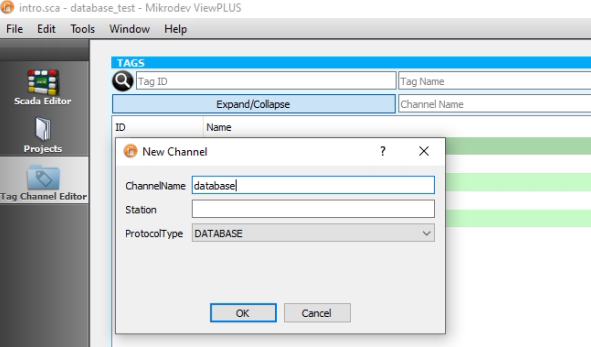 intro.sca - database_test - Mikrodev ViewPLUS
File Edit Tools Window Help
TAGS
Tag ID Tag Name
Expand/Collapse Channel Name
ID Name
Scada Editor
Projects
Tag Channel Editor
New Channel ? ×
ChannelName database
Station
ProtocolType DATABASE
OK Cancel